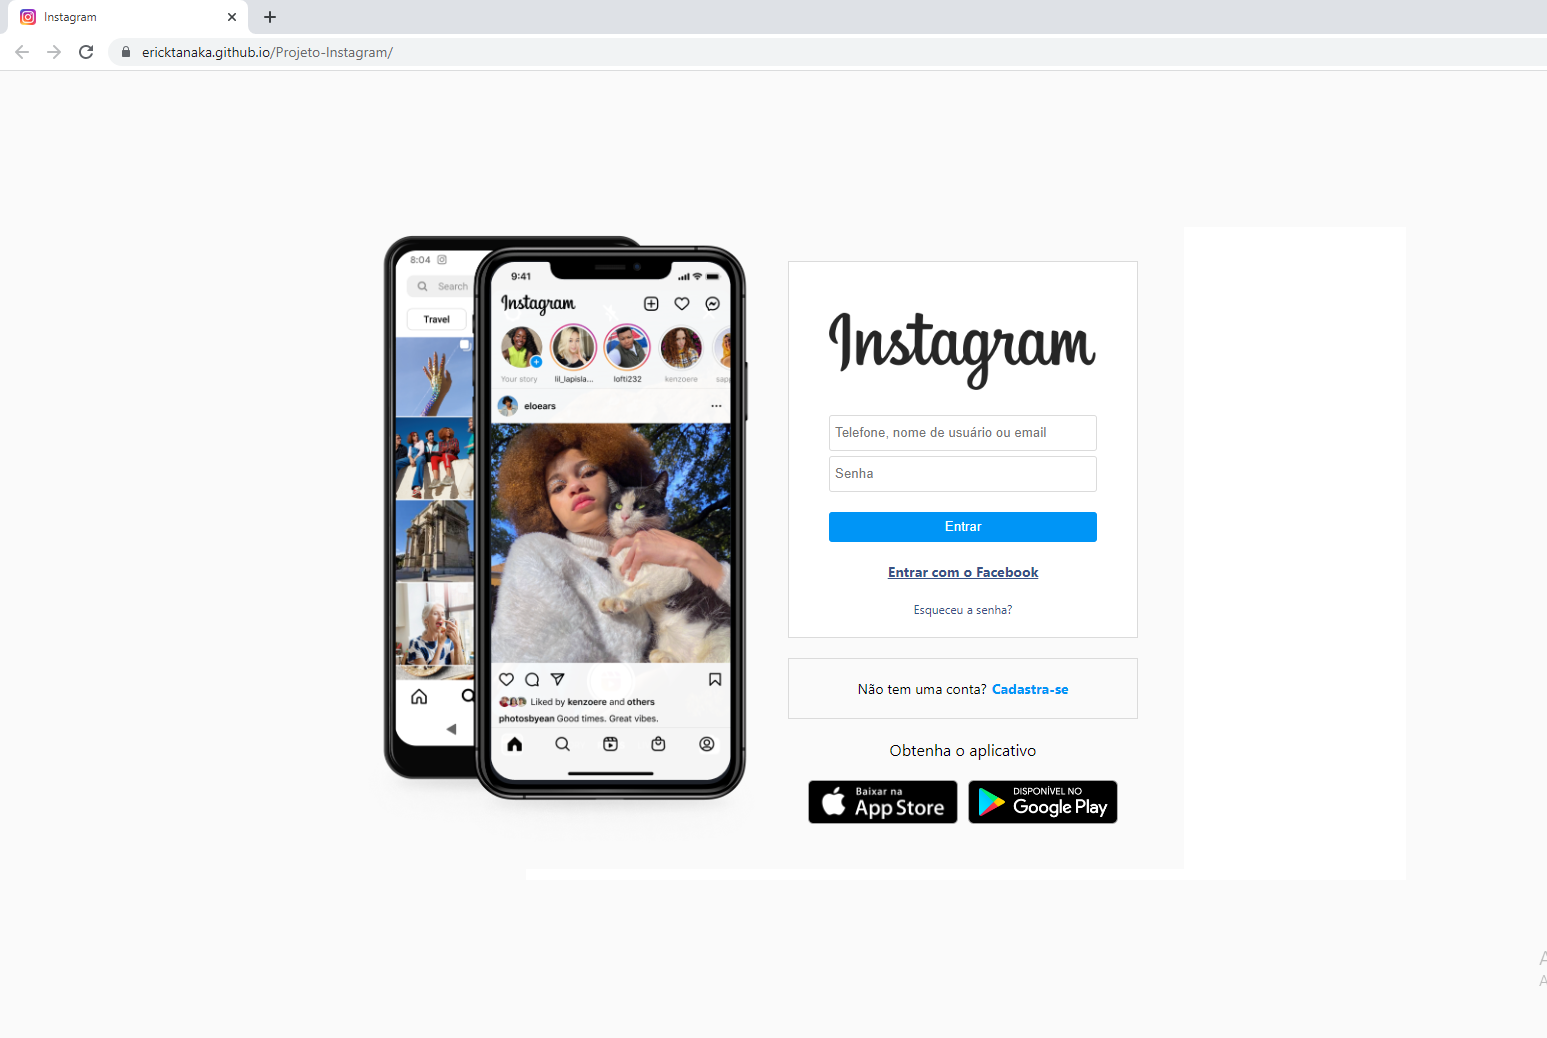 Instagram
ericktanaka.github.io/Projeto-Instagram/
8:04
Search
Travel
9:41
Instagram
Your story
lil_lapisla...
lofti232
kenzoere
sap
eloears
Liked by kenzoere and others
photosbyean Good times. Great vibes.
Instagram
Telefone, nome de usuário ou email
Senha
Entrar
Entrar com o Facebook
Esqueceu a senha?
Não tem uma conta? Cadastra-se
Obtenha o aplicativo
Baixar na
App Store
DISPONÍVEL NO
Google Play
A
A